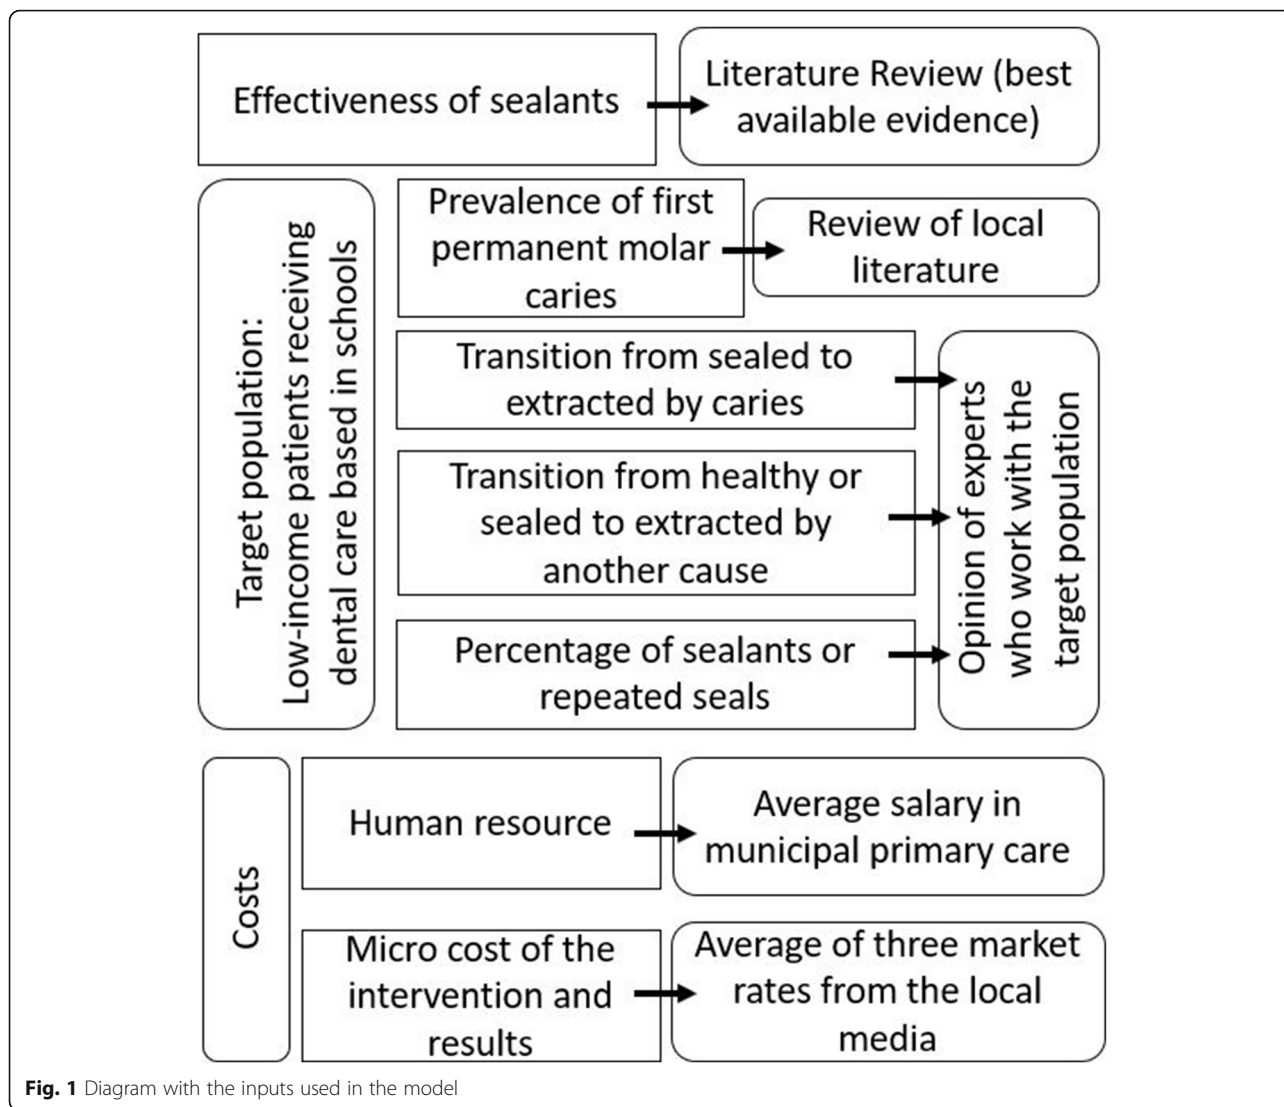 Effectiveness of sealants
Literature Review (best
available evidence)
Target population:
Low-income patients receiving
dental care based in schools
Prevalence of first
permanent molar
caries
Review of local
literature
Transition from sealed to
extracted by caries
Transition from healthy or
sealed to extracted by
another cause
Percentage of sealants or
repeated seals
Opinion of experts
who work with the
target population
Costs
Human resource
Average salary in
municipal primary care
Micro cost of the
intervention and
results
Average of three market
rates from the local
media
Fig. 1 Diagram with the inputs used in the model